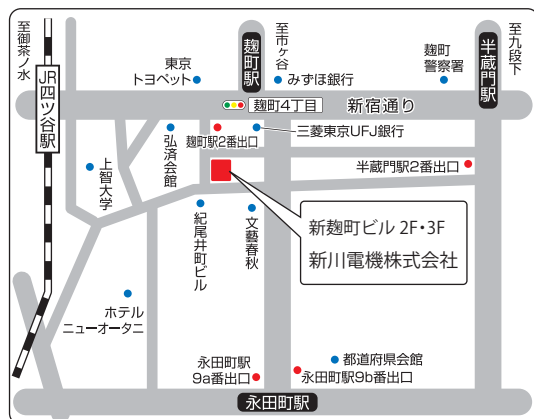 至御茶ノ水
JR四ツ谷駅
東京
トヨペット
麹町駅
至市ヶ谷
みずほ銀行
麹町
警察署
半蔵門駅
至九段下
麹町4丁目
新宿通り
麹町駅2番出口
三菱東京UFJ銀行
弘済会館
上智大学
半蔵門駅2番出口
紀尾井町ビル
文藝春秋
新麹町ビル 2F・3F
新川電機株式会社
ホテル
ニューオータニ
永田町駅
9a番出口
都道府県会館
永田町駅9b番出口
永田町駅